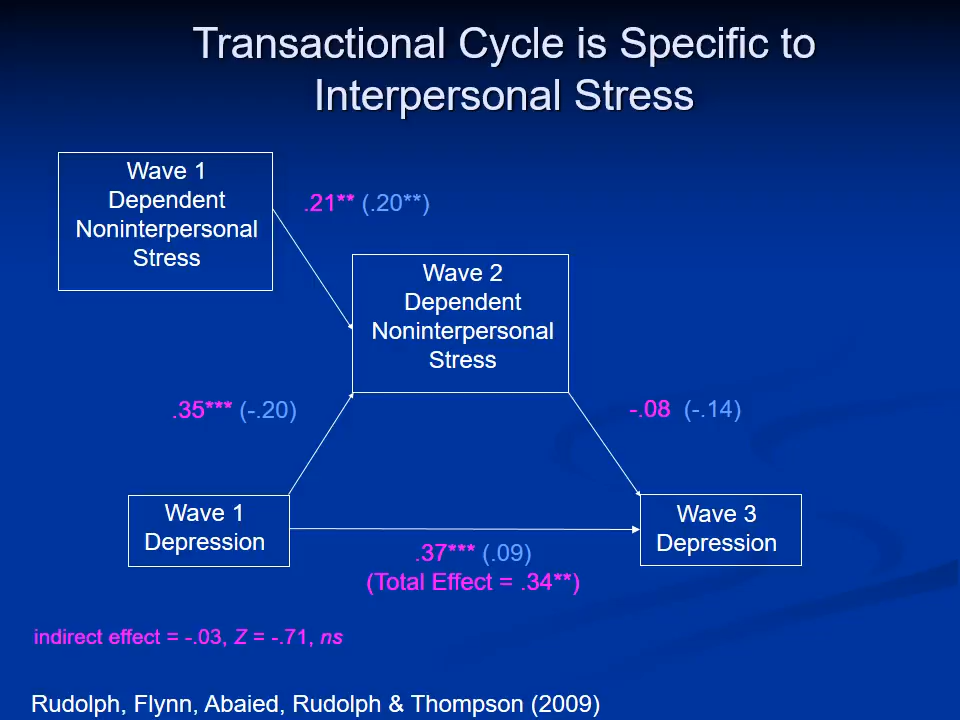 Transactional Cycle is Specific to
Interpersonal Stress
Wave 1
Dependent
Noninterpersonal
Stress
.21** (.20**)
Wave 2
Dependent
Noninterpersonal
Stress
.35*** (-.20)
-.08 (-.14)
Wave 1
Depression
Wave 3
Depression
.37*** (.09)
(Total Effect = .34**)
indirect effect = -.03, Z = -.71, ns
Rudolph, Flynn, Abaied, Rudolph & Thompson (2009)